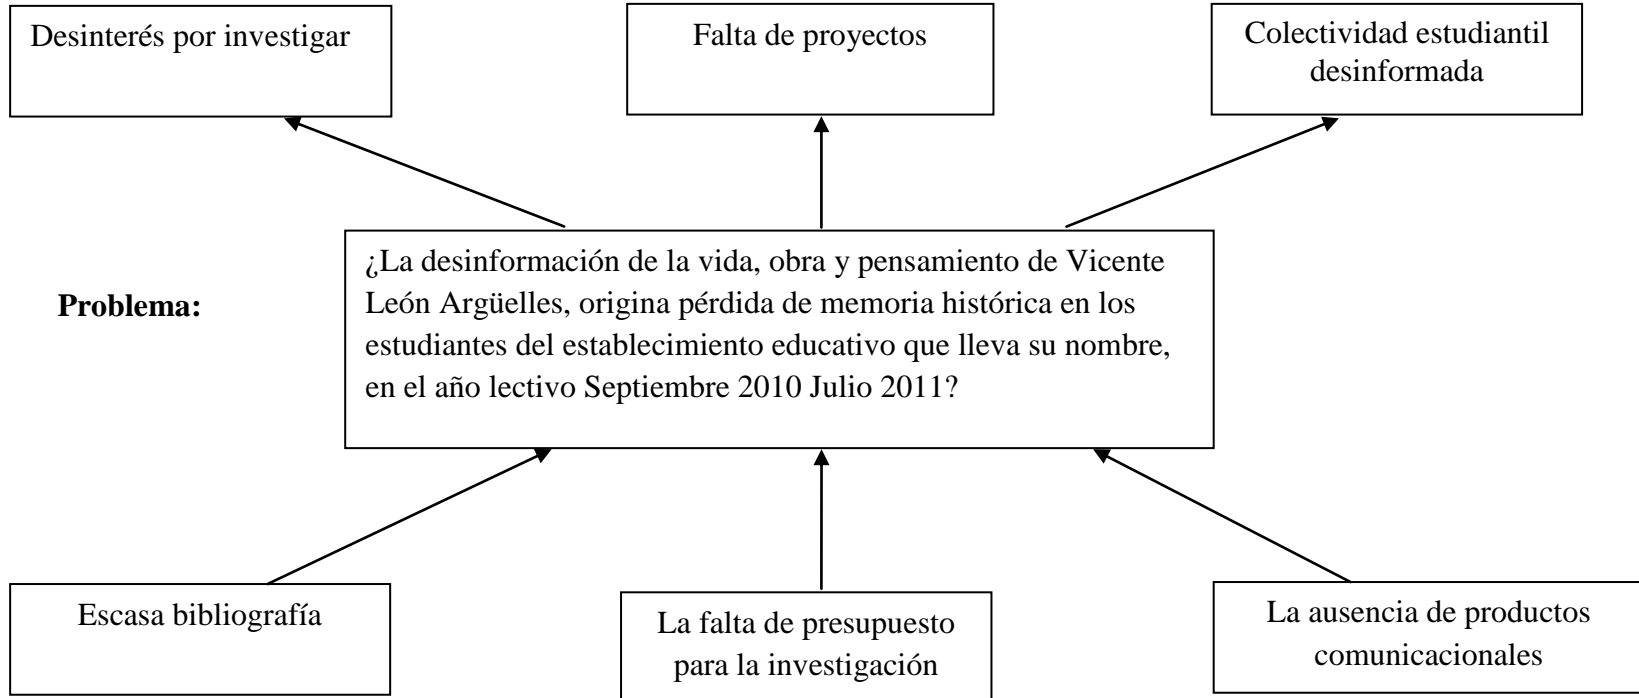 Desinterés por investigar
Falta de proyectos
Colectividad estudiantil
desinformada
Problema:
¿La desinformación de la vida, obra y pensamiento de Vicente
León Argüelles, origina pérdida de memoria histórica en los
estudiantes del establecimiento educativo que lleva su nombre,
en el año lectivo Septiembre 2010 Julio 2011?
Escasa bibliografía
La falta de presupuesto
para la investigación
La ausencia de productos
comunicacionales